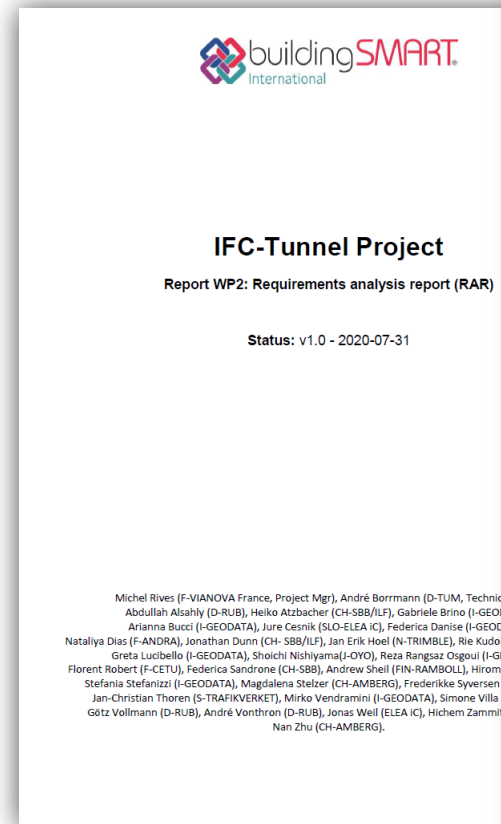 buildingSMART®
International
IFC-Tunnel Project
Report WP2: Requirements analysis report (RAR)
Status: v1.0 - 2020-07-31
Michel Rives (F-VIANOVA France, Project Mgr), André Borrmann (D-TUM, Technic
Abdullah Alsahly (D-RUB), Heiko Atzbacher (CH-SBB/ILF), Gabriele Brino (I-GEO
Arianna Bucci (I-GEODATA), Jure Cesnik (SLO-ELEA iC), Federica Danise (I-GEOD
Nataliya Dias (F-ANDRA), Jonathan Dunn (CH- SBB/ILF), Jan Erik Hoel (N-TRIMBLE), Rie Kudo
Greta Lucibello (I-GEODATA), Shoichi Nishiyama(J-OYO), Reza Rangsaz Osgoui (I-G
Florent Robert (F-CETU), Federica Sandrone (CH-SBB), Andrew Sheil (FIN-RAMBOLL), Hirom
Stefania Stefanizzi (I-GEODATA), Magdalena Stelzer (CH-AMBERG), Frederikke Syversen
Jan-Christian Thoren (S-TRAFIKVERKET), Mirko Vendramini (I-GEODATA), Simone Villa
Götz Vollmann (D-RUB), André Vonthron (D-RUB), Jonas Weil (ELEA iC), Hichem Zammi
Nan Zhu (CH-AMBERG).